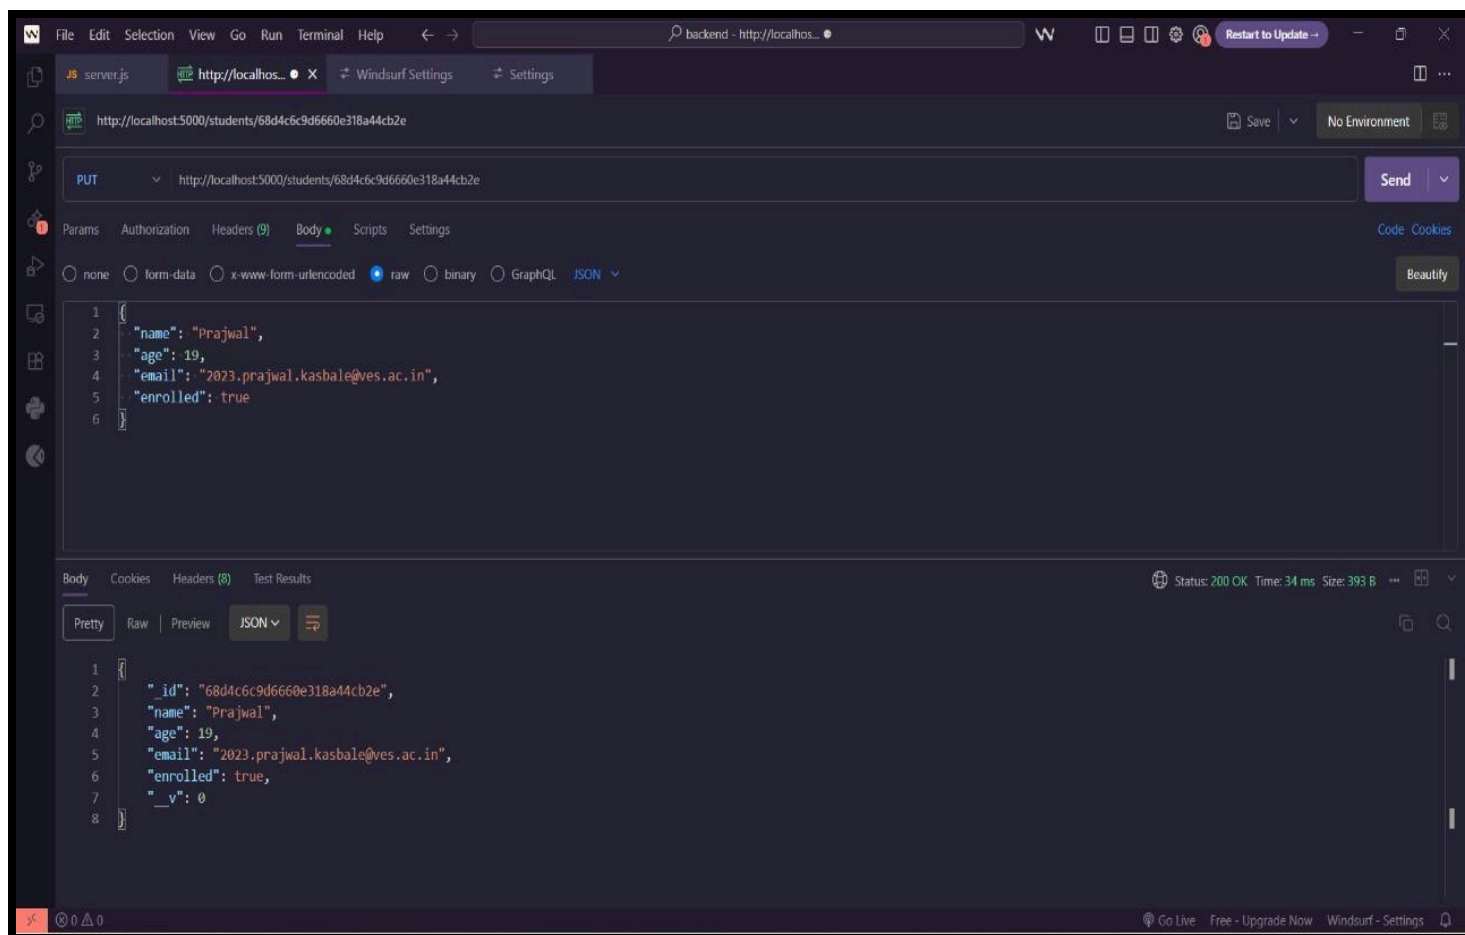 File Edit Selection View Go Run Terminal Help backend - http://localhos... Restart to Update
JS server.js http://localhos... Windsurf Settings Settings
HTTP http://localhost:5000/students/68d4c6c9d6660e318a44cb2e Save No Environment
PUT http://localhost:5000/students/68d4c6c9d6660e318a44cb2e Send
Params Authorization Headers (9) Body Scripts Settings Code Cookies
none form-data x-www-form-urlencoded raw binary GraphQL JSON Beautify
1 {
2 "name": "Prajwal",
3 "age": 19,
4 "email": "2023.prajwal.kasbale@ves.ac.in",
5 "enrolled": true
6 }
Body Cookies Headers (8) Test Results Status: 200 OK Time: 34 ms Size: 393 B
Pretty Raw Preview JSON
1 {
2 "_id": "68d4c6c9d6660e318a44cb2e",
3 "name": "Prajwal",
4 "age": 19,
5 "email": "2023.prajwal.kasbale@ves.ac.in",
6 "enrolled": true,
7 "__v": 0
8 }
0 0 Go Live Free - Upgrade Now Windsurf - Settings